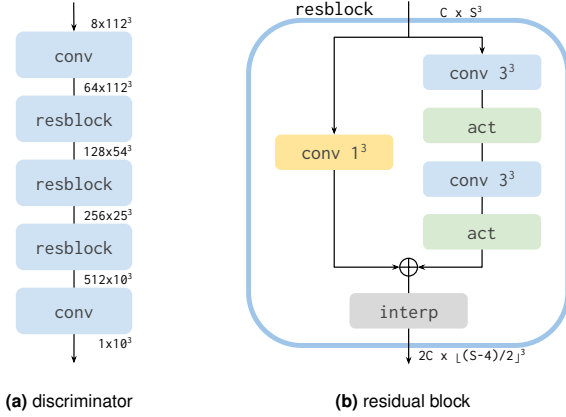 8x112³
conv
64x112³
resblock
128x54³
resblock
256x25³
resblock
512x10³
conv
1x10³
(a) discriminator
resblock
C x S³
conv 3³
act
conv 1³
conv 3³
act
interp
2C x ⌊(S-4)/2⌋³
(b) residual block